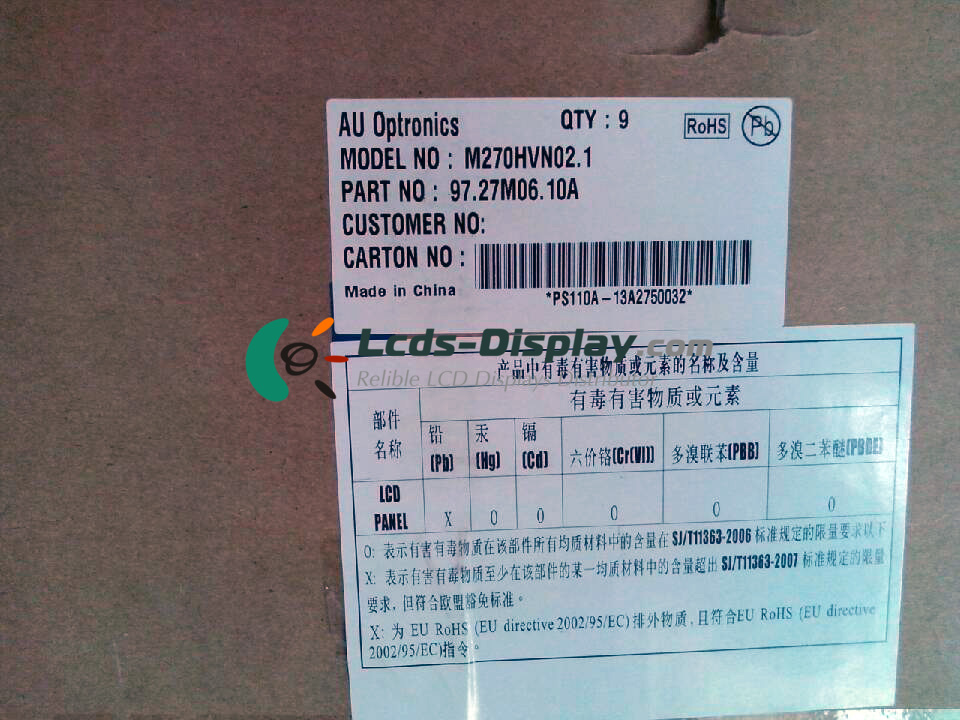 AU Optronics QTY : 9 RoHS Pb
MODEL NO : M270HVN02.1
PART NO : 97.27M06.10A
CUSTOMER NO:
CARTON NO :
Made in China *PS110A-13A2750032*
Lcds-Display.com
Relible LCD Displays Distributor
产品中有毒有害物质或元素的名称及含量
部件名称 有毒有害物质或元素
铅(Pb) 汞(Hg) 镉(Cd) 六价铬(Cr(VI)) 多溴联苯(PBB) 多溴二苯醚(PBDE)
LCD PANEL X O O O O O
O: 表示有害有毒物质在该部件所有均质材料中的含量在 SJ/T11363-2006 标准规定的限量要求以下
X: 表示有害有毒物质至少在该部件的某一均质材料中的含量超出 SJ/T11363-2007 标准规定的限量
要求，但符合欧盟豁免标准。
X: 为 EU RoHS (EU directive 2002/95/EC) 排外物质，且符合EU RoHS (EU directive
2002/95/EC)指令。